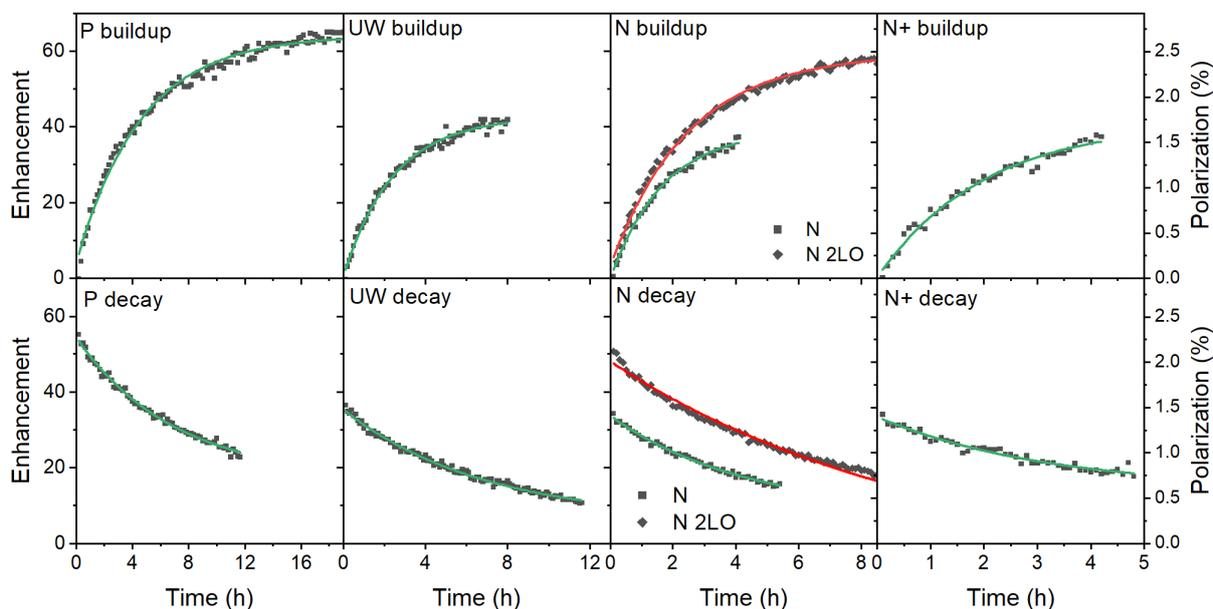 P buildup
UW buildup
N buildup
N+ buildup
Enhancement
60
40
20
0
N
N 2LO
2.5
2.0
1.5
1.0
0.5
0.0
Polarization (%)
P decay
UW decay
N decay
N+ decay
Enhancement
60
40
20
0
N
N 2LO
2.5
2.0
1.5
1.0
0.5
0.0
Polarization (%)
0 4 8 12 16
0 4 8 12
0 2 4 6 8
0 1 2 3 4 5
Time (h)
Time (h)
Time (h)
Time (h)